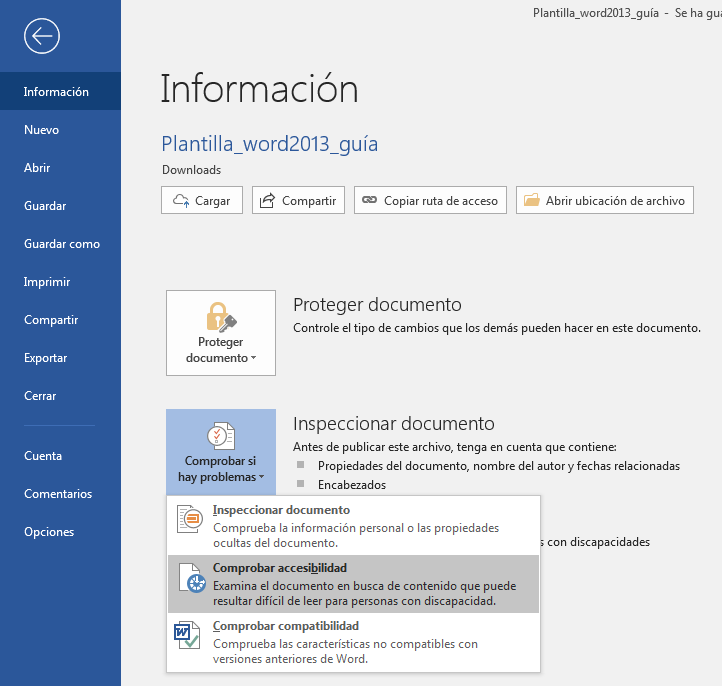 Plantilla_word2013_guía - Se ha gua
Información
Nuevo
Abrir
Guardar
Guardar como
Imprimir
Compartir
Exportar
Cerrar
Cuenta
Comentarios
Opciones
Información
Plantilla_word2013_guía
Downloads
Cargar
Compartir
Copiar ruta de acceso
Abrir ubicación de archivo
Proteger
documento
Proteger documento
Controle el tipo de cambios que los demás pueden hacer en este documento.
Comprobar si
hay problemas
Inspeccionar documento
Antes de publicar este archivo, tenga en cuenta que contiene:
Propiedades del documento, nombre del autor y fechas relacionadas
Encabezados
s con discapacidades
Inspeccionar documento
Comprueba la información personal o las propiedades
ocultas del documento.
Comprobar accesibilidad
Examina el documento en busca de contenido que puede
resultar difícil de leer para personas con discapacidad.
Comprobar compatibilidad
Comprueba las características no compatibles con
versiones anteriores de Word.